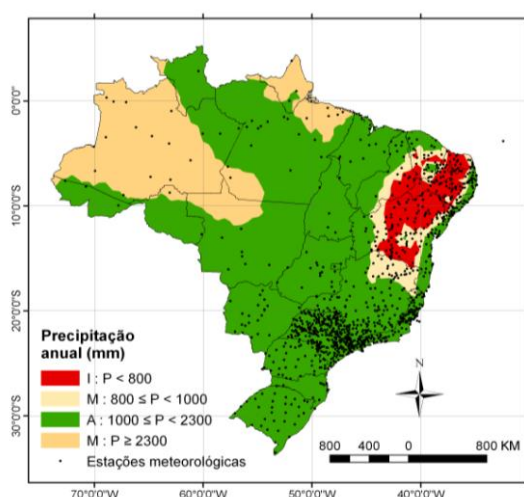 0°0'0"
10°0'0"S
20°0'0"S
30°0'0"S
Precipitação
anual (mm)
I : P < 800
M : 800 ≤ P < 1000
A : 1000 ≤ P < 2300
M : P ≥ 2300
Estações meteorológicas
N
800 400 0 800 KM
70°0'0"O 60°0'0"O 50°0'0"O 40°0'0"O